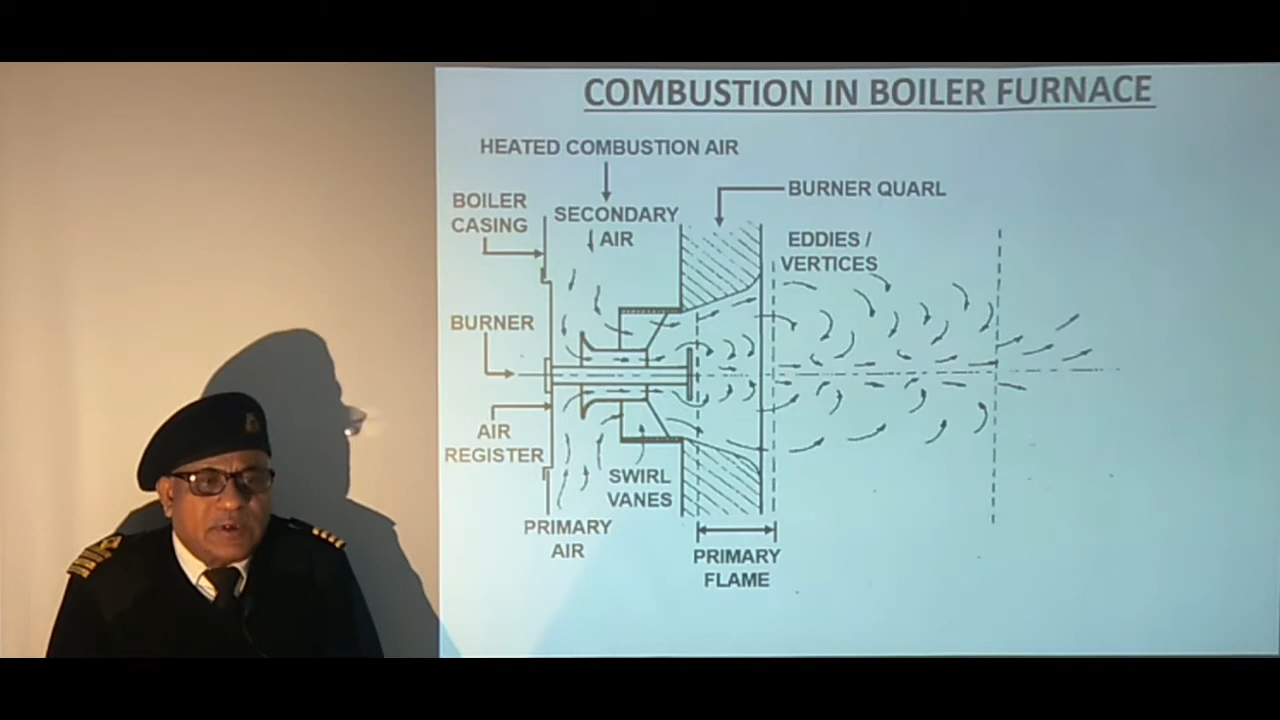 COMBUSTION IN BOILER FURNACE
HEATED COMBUSTION AIR
BURNER QUARL
BOILER
CASING
SECONDARY
AIR
EDDIES /
VERTICES
BURNER
AIR
REGISTER
SWIRL
VANES
PRIMARY
AIR
PRIMARY
FLAME